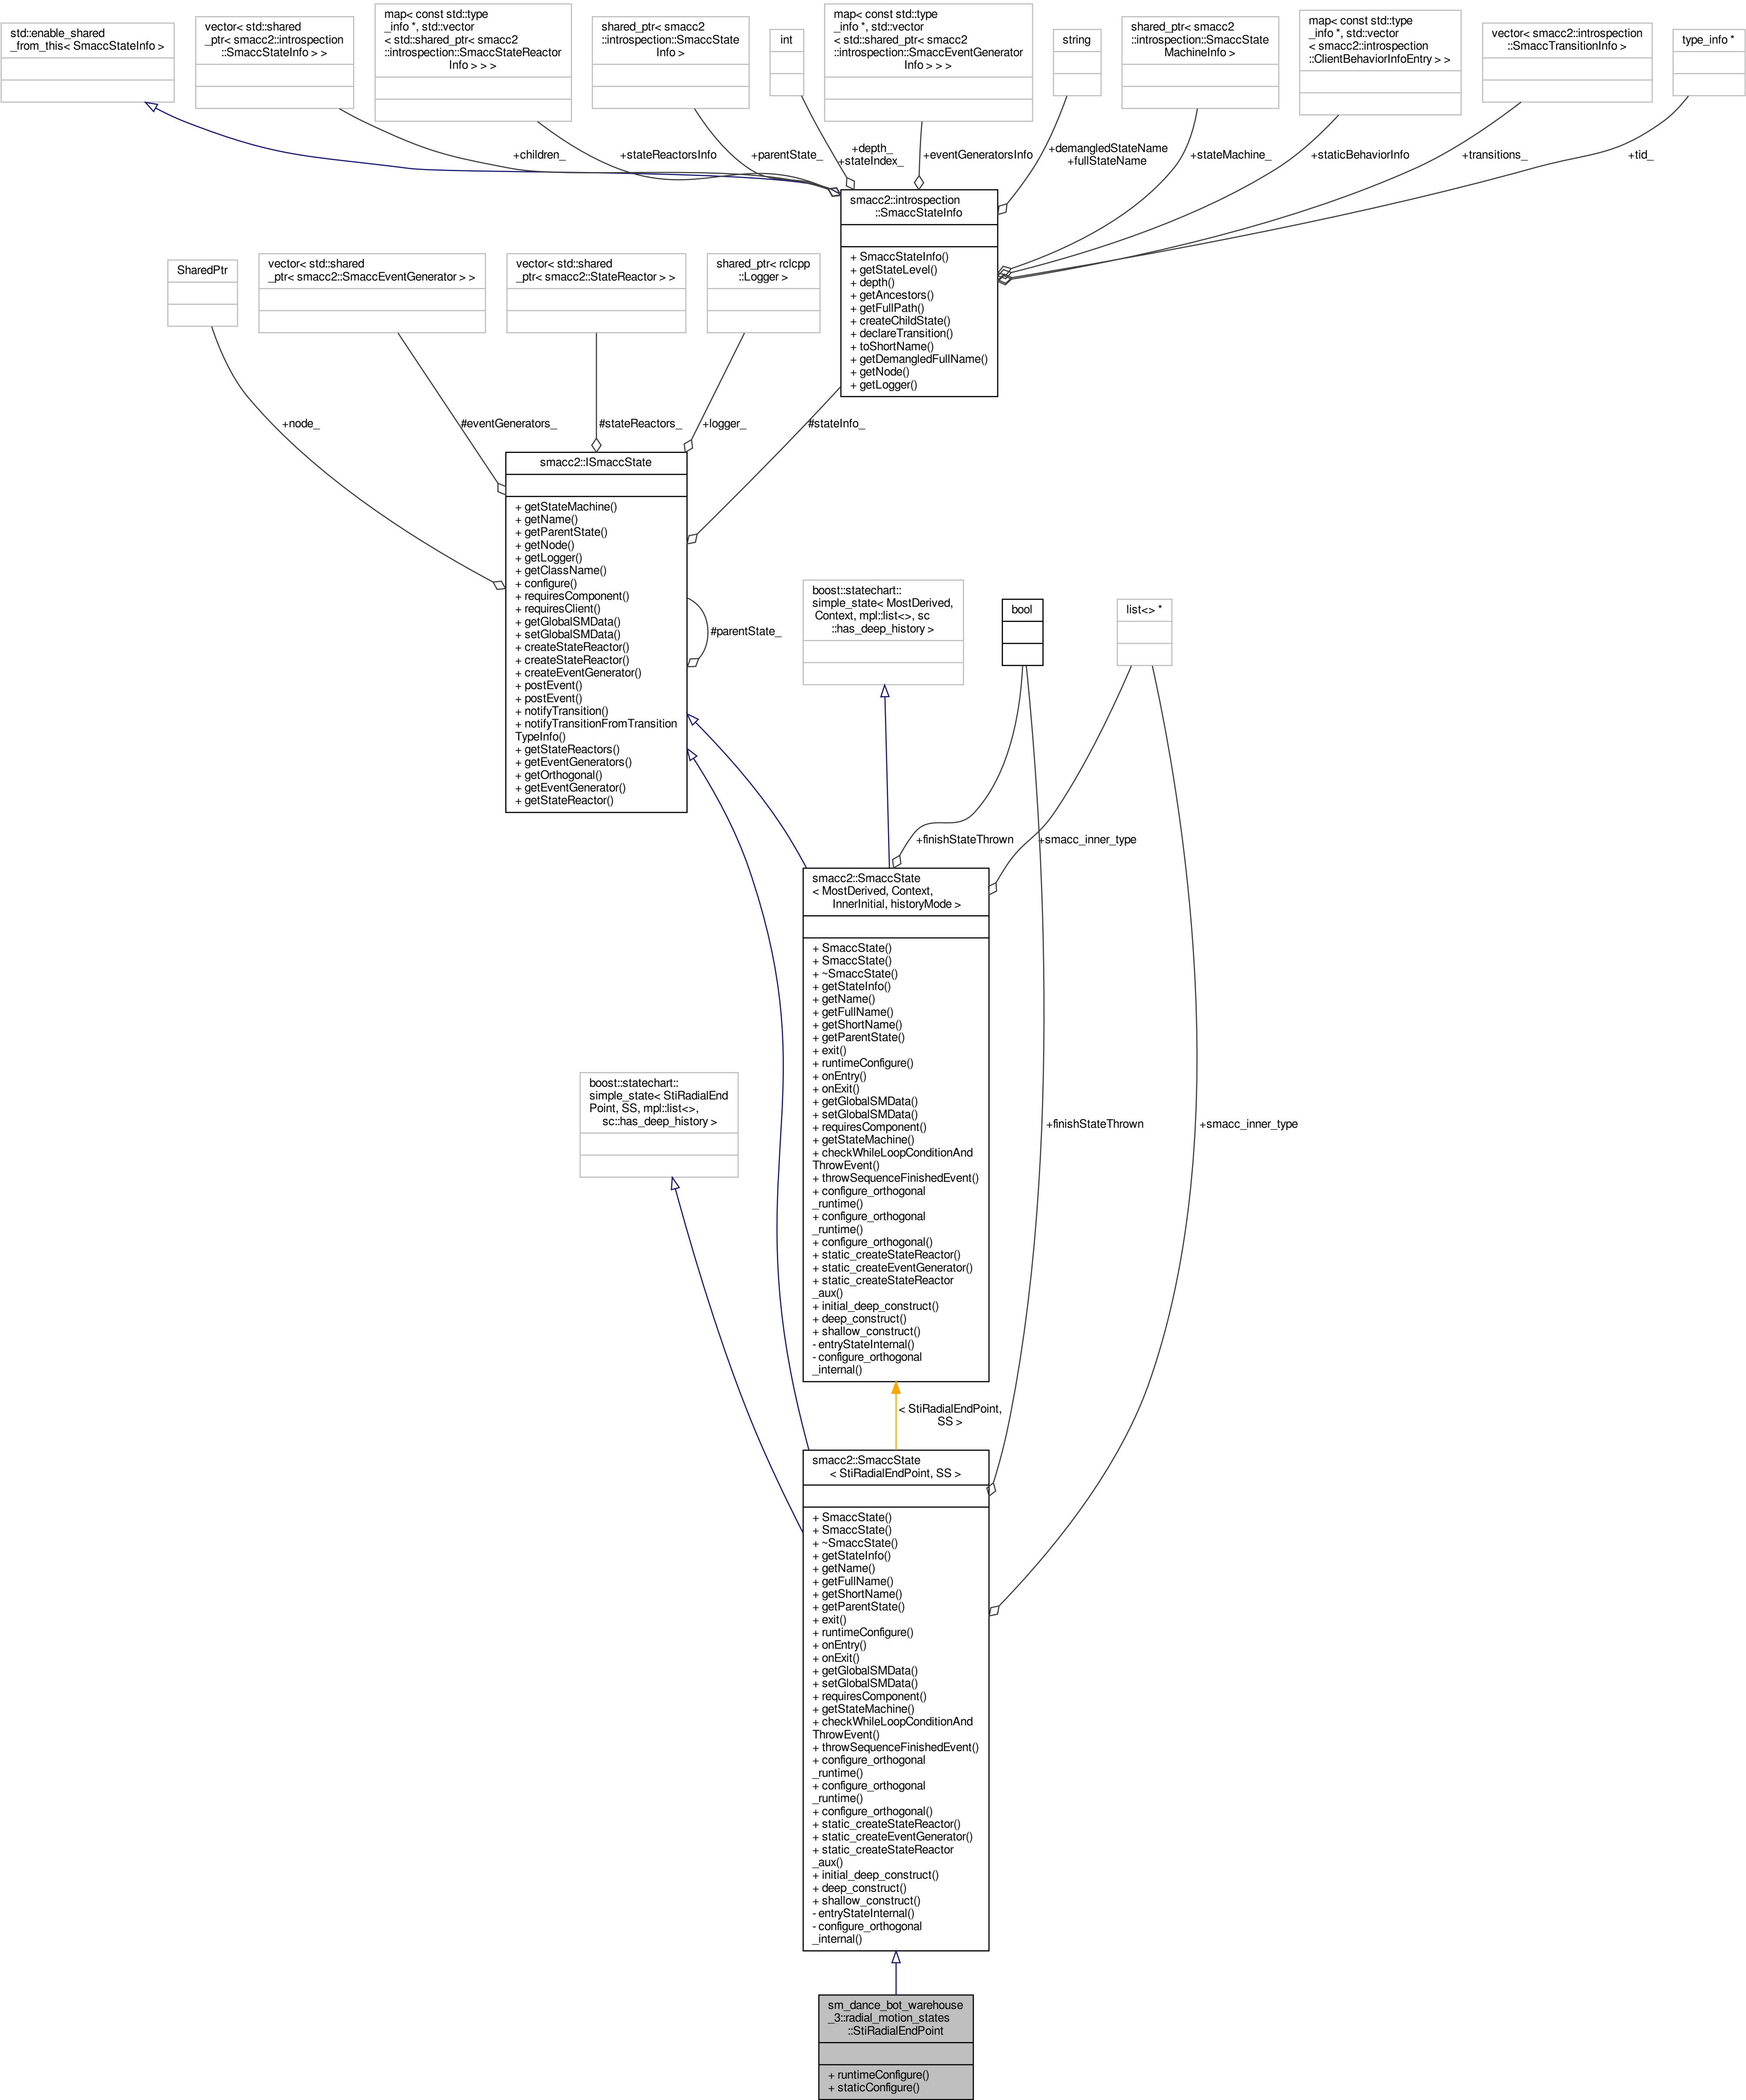 std::enable_shared
_from_this< SmaccStateInfo >
vector< std::shared
_ptr< smacc2::introspection
::SmaccStateInfo > >
map< const std::type
_info *, std::vector
< std::shared_ptr< smacc2
::introspection::SmaccStateReactor
Info > > >
shared_ptr< smacc2
::introspection::SmaccState
Info >
int
map< const std::type
_info *, std::vector
< std::shared_ptr< smacc2
::introspection::SmaccEventGenerator
Info > > >
string
shared_ptr< smacc2
::introspection::SmaccState
MachineInfo >
map< const std::type
_info *, std::vector
< smacc2::introspection
::ClientBehaviorInfoEntry > >
vector< smacc2::introspection
::SmaccTransitionInfo >
type_info *
+children_
+stateReactorsInfo
+parentState_
+depth_
+stateIndex_
+eventGeneratorsInfo
+demangledStateName
+fullStateName
+stateMachine_
+staticBehaviorInfo
+transitions_
+tid_
smacc2::introspection
::SmaccStateInfo
+ SmaccStateInfo()
+ getStateLevel()
+ depth()
+ getAncestors()
+ getFullPath()
+ createChildState()
+ declareTransition()
+ toShortName()
+ getDemangledFullName()
+ getNode()
+ getLogger()
SharedPtr
vector< std::shared
_ptr< smacc2::SmaccEventGenerator > >
vector< std::shared
_ptr< smacc2::StateReactor > >
shared_ptr< rclcpp
::Logger >
+node_
#eventGenerators_
#stateReactors_
+logger_
#stateInfo_
smacc2::ISmaccState
+ getStateMachine()
+ getName()
+ getParentState()
+ getNode()
+ getLogger()
+ getClassName()
+ configure()
+ requiresComponent()
+ requiresClient()
+ getGlobalSMData()
+ setGlobalSMData()
+ createStateReactor()
+ createStateReactor()
+ createEventGenerator()
+ postEvent()
+ postEvent()
+ notifyTransition()
+ notifyTransitionFromTransition
TypeInfo()
+ getStateReactors()
+ getEventGenerators()
+ getOrthogonal()
+ getEventGenerator()
+ getStateReactor()
#parentState_
boost::statechart::
simple_state< MostDerived,
Context, mpl::list<>, sc
::has_deep_history >
bool
list<> *
+finishStateThrown
+smacc_inner_type
smacc2::SmaccState
< MostDerived, Context,
InnerInitial, historyMode >
+ SmaccState()
+ SmaccState()
+ ~SmaccState()
+ getStateInfo()
+ getName()
+ getFullName()
+ getShortName()
+ getParentState()
+ exit()
+ runtimeConfigure()
+ onEntry()
+ onExit()
+ getGlobalSMData()
+ setGlobalSMData()
+ requiresComponent()
+ getStateMachine()
+ checkWhileLoopConditionAnd
ThrowEvent()
+ throwSequenceFinishedEvent()
+ configure_orthogonal
_runtime()
+ configure_orthogonal
_runtime()
+ configure_orthogonal()
+ static_createStateReactor()
+ static_createEventGenerator()
+ static_createStateReactor
_aux()
+ initial_deep_construct()
+ deep_construct()
+ shallow_construct()
- entryStateInternal()
- configure_orthogonal
_internal()
boost::statechart::
simple_state< StiRadialEnd
Point, SS, mpl::list<>,
sc::has_deep_history >
+finishStateThrown
+smacc_inner_type
< StiRadialEndPoint,
SS >
smacc2::SmaccState
< StiRadialEndPoint, SS >
+ SmaccState()
+ SmaccState()
+ ~SmaccState()
+ getStateInfo()
+ getName()
+ getFullName()
+ getShortName()
+ getParentState()
+ exit()
+ runtimeConfigure()
+ onEntry()
+ onExit()
+ getGlobalSMData()
+ setGlobalSMData()
+ requiresComponent()
+ getStateMachine()
+ checkWhileLoopConditionAnd
ThrowEvent()
+ throwSequenceFinishedEvent()
+ configure_orthogonal
_runtime()
+ configure_orthogonal
_runtime()
+ configure_orthogonal()
+ static_createStateReactor()
+ static_createEventGenerator()
+ static_createStateReactor
_aux()
+ initial_deep_construct()
+ deep_construct()
+ shallow_construct()
- entryStateInternal()
- configure_orthogonal
_internal()
sm_dance_bot_warehouse
_3::radial_motion_states
::StiRadialEndPoint
+ runtimeConfigure()
+ staticConfigure()